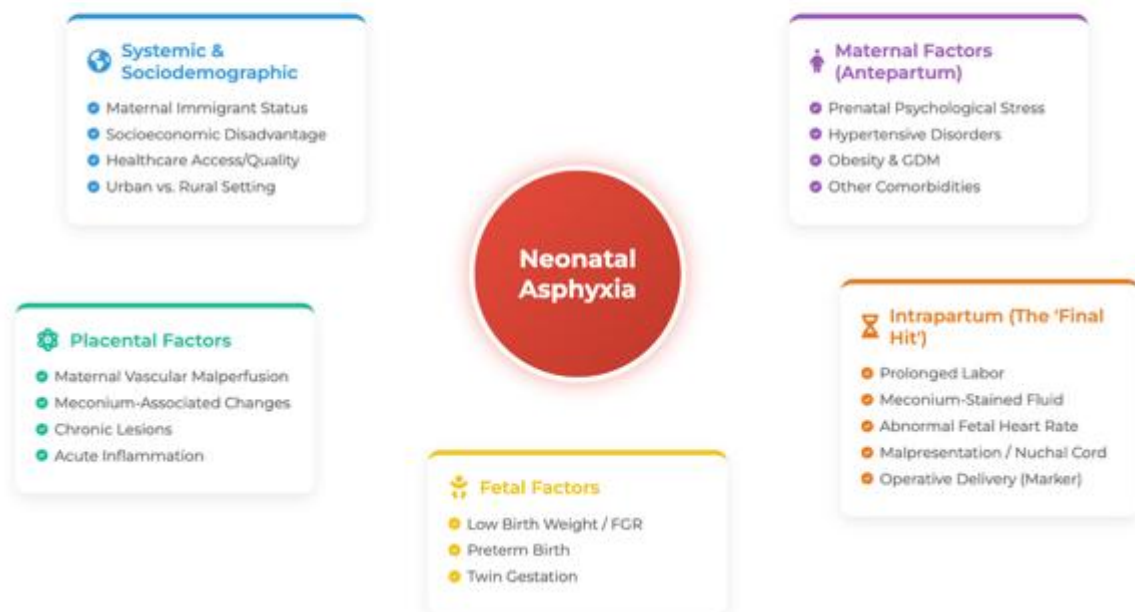 Systemic &
Sociodemographic
Maternal Immigrant Status
Socioeconomic Disadvantage
Healthcare Access/Quality
Urban vs. Rural Setting
Maternal Factors
(Antepartum)
Prenatal Psychological Stress
Hypertensive Disorders
Obesity & GDM
Other Comorbidities
Neonatal
Asphyxia
Placental Factors
Maternal Vascular Malperfusion
Meconium-Associated Changes
Chronic Lesions
Acute Inflammation
Intrapartum (The 'Final
Hit')
Prolonged Labor
Meconium-Stained Fluid
Abnormal Fetal Heart Rate
Malpresentation / Nuchal Cord
Operative Delivery (Marker)
Fetal Factors
Low Birth Weight / FGR
Preterm Birth
Twin Gestation